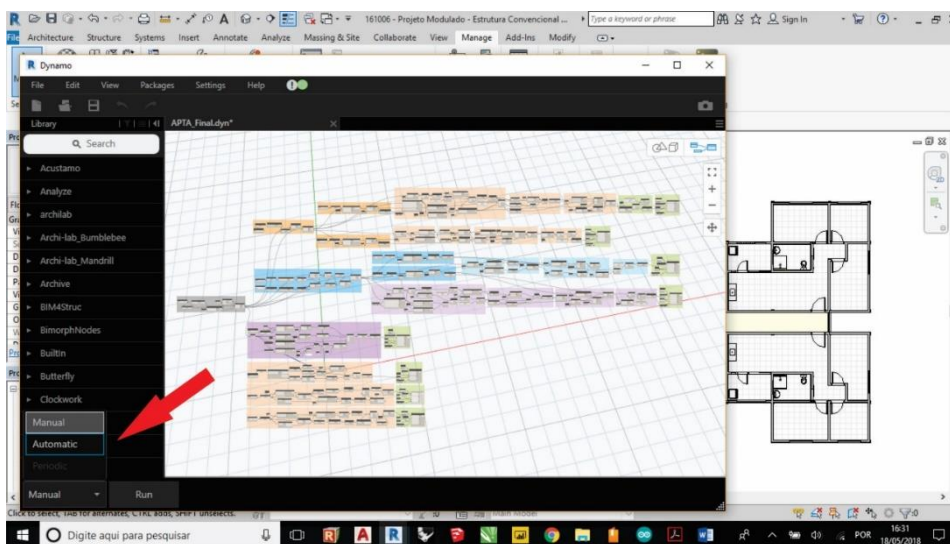 161006 - Projeto Modulado - Estrutura Convencional ...
Type a keyword or phrase
Sign In
File Architecture Structure Systems Insert Annotate Analyze Massing & Site Collaborate View Manage Add-Ins Modify
Dynamo
File Edit View Packages Settings Help
Library
APTA_Final.dyn*
Search
Acustamo
Analyze
archilab
Archi-lab_Bumblebee
Archi-lab_Mandrill
Archive
BIM4Struc
BimorphNodes
BuiltIn
Butterfly
Clockwork
Manual
Automatic
Periodic
Manual Run
Click to select, TAB for alternates, CTRL adds, SHIFT unselects.
Main Model
:0
Digite aqui para pesquisar
POR
16:31
18/05/2018